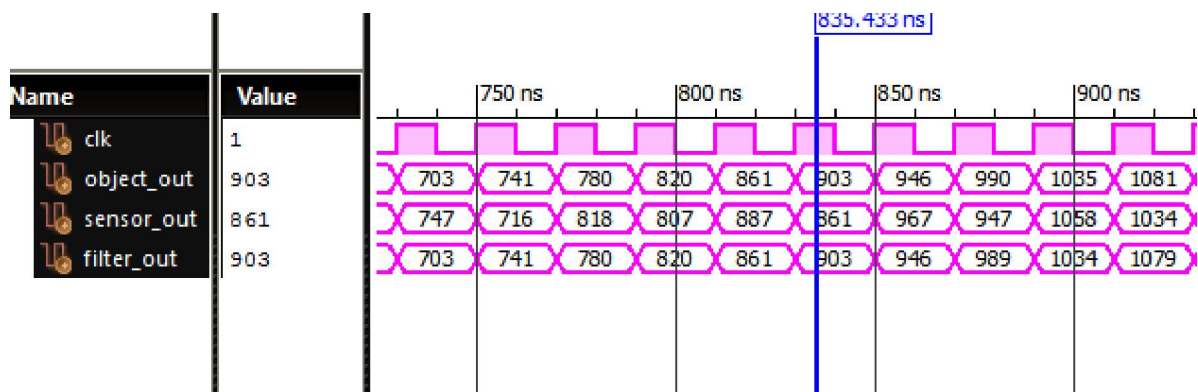 835.433 ns
Name Value 750 ns 800 ns 850 ns 900 ns
clk 1
object_out 903 703 741 780 820 861 903 946 990 1035 1081
sensor_out 861 747 716 818 807 887 861 967 947 1058 1034
filter_out 903 703 741 780 820 861 903 946 989 1034 1079